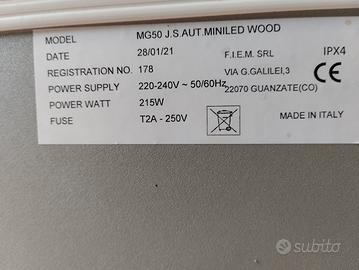 MODEL MG50 J.S.AUT.MINILED WOOD
DATE 28/01/21 F.I.E.M. SRL IPX4
REGISTRATION NO. 178 VIA G.GALILEI,3 CE
POWER SUPPLY 220-240V ~ 50/60Hz 22070 GUANZATE(CO)
POWER WATT 215W
FUSE T2A - 250V MADE IN ITALY
subito